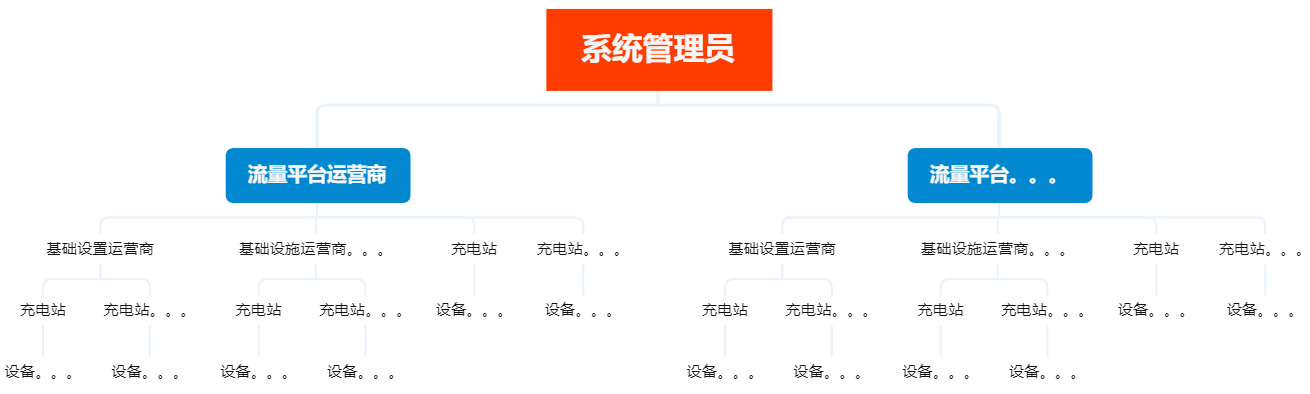 系统管理员
流量平台运营商 流量平台。。。
基础设置运营商 基础设施运营商。。。 充电站 充电站。。。 基础设置运营商 基础设施运营商。。。 充电站 充电站。。。
充电站 充电站。。。 充电站 充电站。。。 设备。。。 设备。。。 充电站 充电站。。。 充电站 充电站。。。 设备。。。 设备。。。
设备。。。 设备。。。 设备。。。 设备。。。 设备。。。 设备。。。 设备。。。 设备。。。